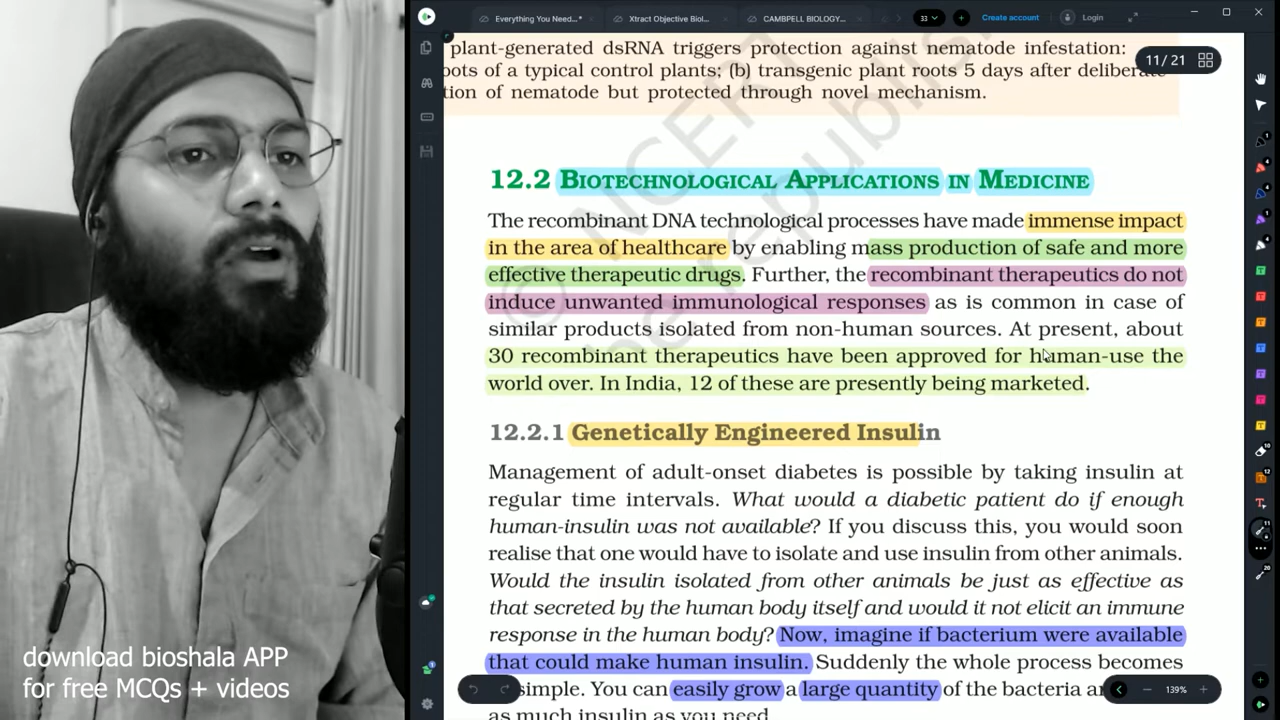 Everything You Need...*
Xtract Objective Biol...
CAMBPELL BIOLOGY...
33
Create account
Login
11 / 21
plant-generated dsRNA triggers protection against nematode infestation:
oots of a typical control plants; (b) transgenic plant roots 5 days after deliberate
tion of nematode but protected through novel mechanism.
© NCERT
be republis
12.2 BIOTECHNOLOGICAL APPLICATIONS IN MEDICINE
The recombinant DNA technological processes have made immense impact
in the area of healthcare by enabling mass production of safe and more
effective therapeutic drugs. Further, the recombinant therapeutics do not
induce unwanted immunological responses as is common in case of
similar products isolated from non-human sources. At present, about
30 recombinant therapeutics have been approved for human-use the
world over. In India, 12 of these are presently being marketed.
12.2.1 Genetically Engineered Insulin
Management of adult-onset diabetes is possible by taking insulin at
regular time intervals. What would a diabetic patient do if enough
human-insulin was not available? If you discuss this, you would soon
realise that one would have to isolate and use insulin from other animals.
Would the insulin isolated from other animals be just as effective as
that secreted by the human body itself and would it not elicit an immune
response in the human body? Now, imagine if bacterium were available
that could make human insulin. Suddenly the whole process becomes
simple. You can easily grow a large quantity of the bacteria
as much insulin as you need
139%
download bioshala APP
for free MCQs + videos